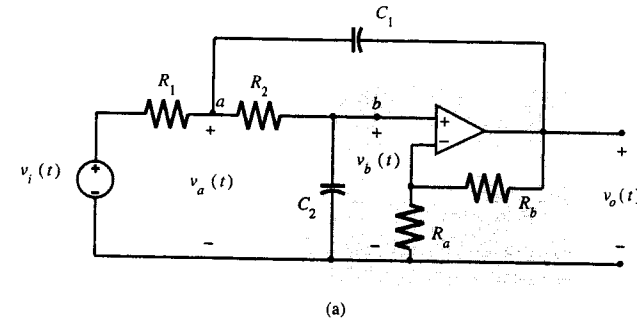 C1
R1
a
R2
b
+
+
+
−
+
+
−
vi (t)
va (t)
C2
vb (t)
Rb
vo (t)
Ra
−
−
−
(a)